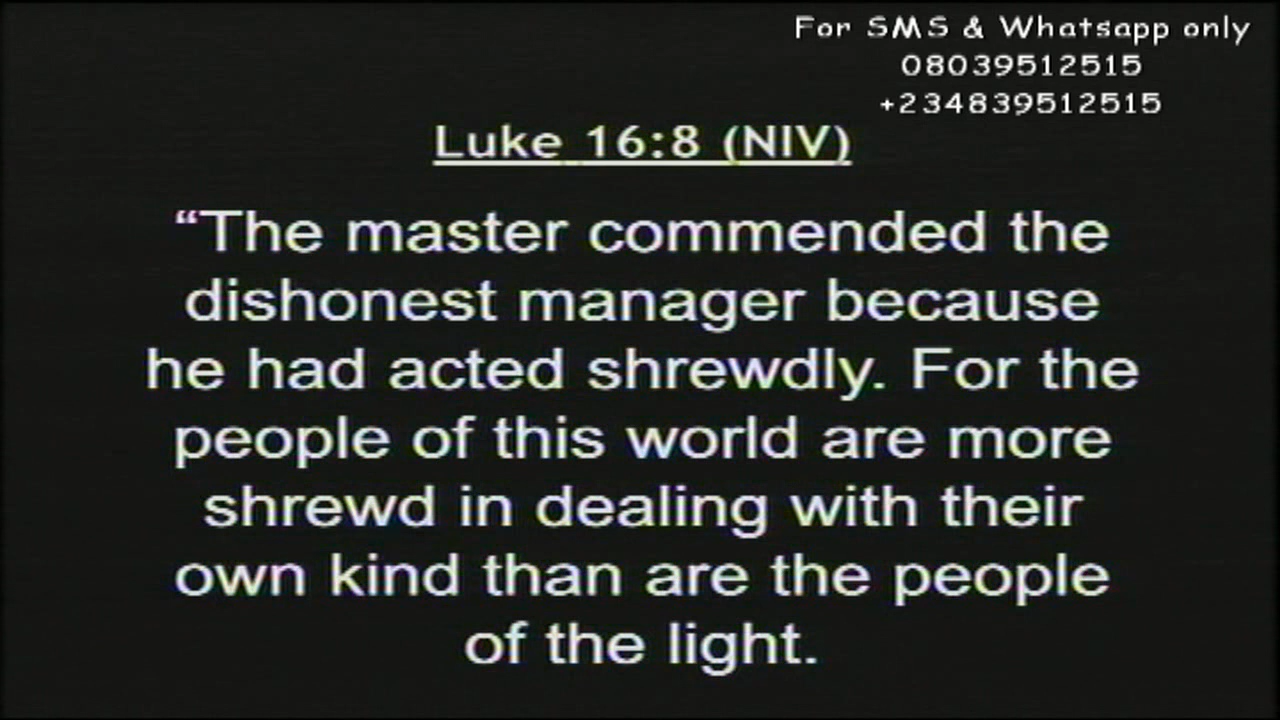 For SMS & Whatsapp only
08039512515
+234839512515
Luke 16:8 (NIV)
“The master commended the
dishonest manager because
he had acted shrewdly. For the
people of this world are more
shrewd in dealing with their
own kind than are the people
of the light.